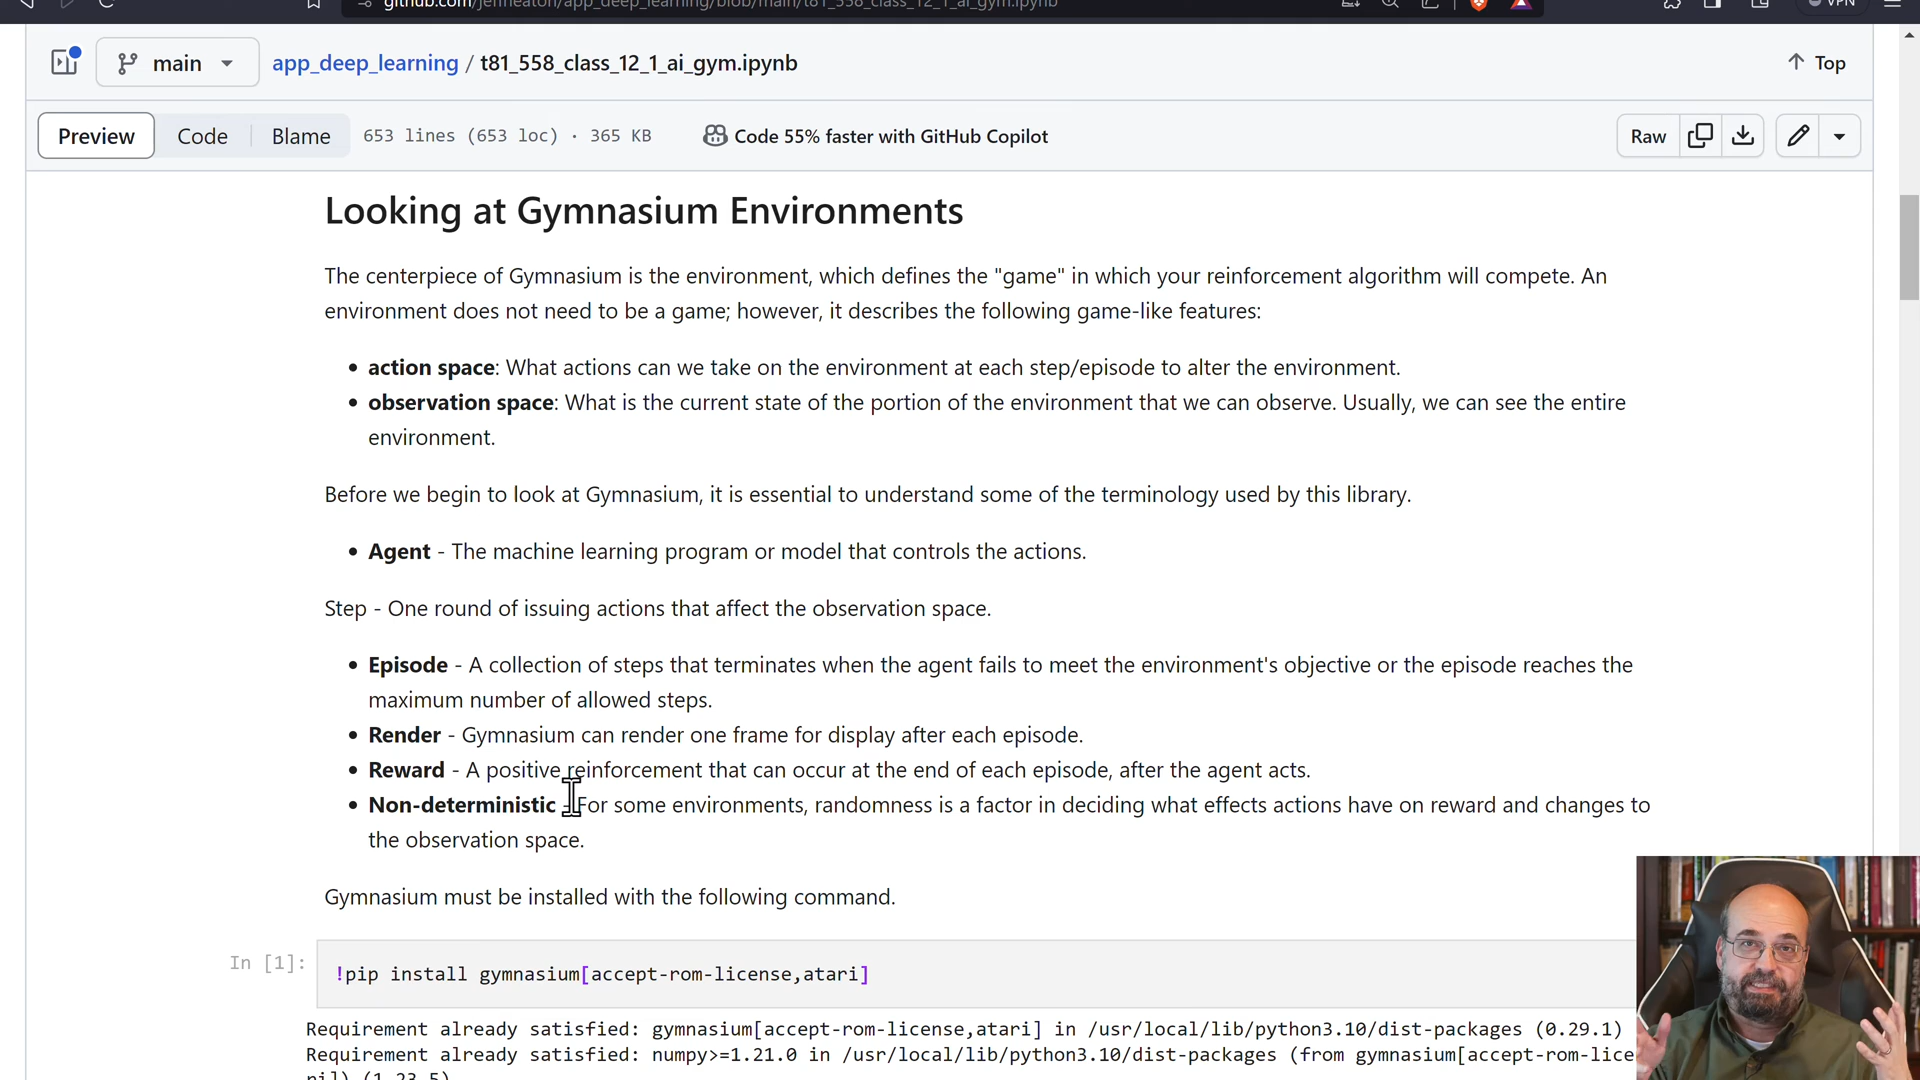 github.com/jeffheaton/app_deep_learning/blob/main/t81_558_class_12_1_ai_gym.ipynb
VPN
main
app_deep_learning / t81_558_class_12_1_ai_gym.ipynb
Top
Preview
Code
Blame
653 lines (653 loc) · 365 KB
Code 55% faster with GitHub Copilot
Raw
Looking at Gymnasium Environments
The centerpiece of Gymnasium is the environment, which defines the "game" in which your reinforcement algorithm will compete. An
environment does not need to be a game; however, it describes the following game-like features:
• action space: What actions can we take on the environment at each step/episode to alter the environment.
• observation space: What is the current state of the portion of the environment that we can observe. Usually, we can see the entire
environment.
Before we begin to look at Gymnasium, it is essential to understand some of the terminology used by this library.
• Agent - The machine learning program or model that controls the actions.
Step - One round of issuing actions that affect the observation space.
• Episode - A collection of steps that terminates when the agent fails to meet the environment's objective or the episode reaches the
maximum number of allowed steps.
• Render - Gymnasium can render one frame for display after each episode.
• Reward - A positive reinforcement that can occur at the end of each episode, after the agent acts.
• Non-deterministic - For some environments, randomness is a factor in deciding what effects actions have on reward and changes to
the observation space.
Gymnasium must be installed with the following command.
In [1]:
!pip install gymnasium[accept-rom-license,atari]
Requirement already satisfied: gymnasium[accept-rom-license,atari] in /usr/local/lib/python3.10/dist-packages (0.29.1)
Requirement already satisfied: numpy>=1.21.0 in /usr/local/lib/python3.10/dist-packages (from gymnasium[accept-rom-lice